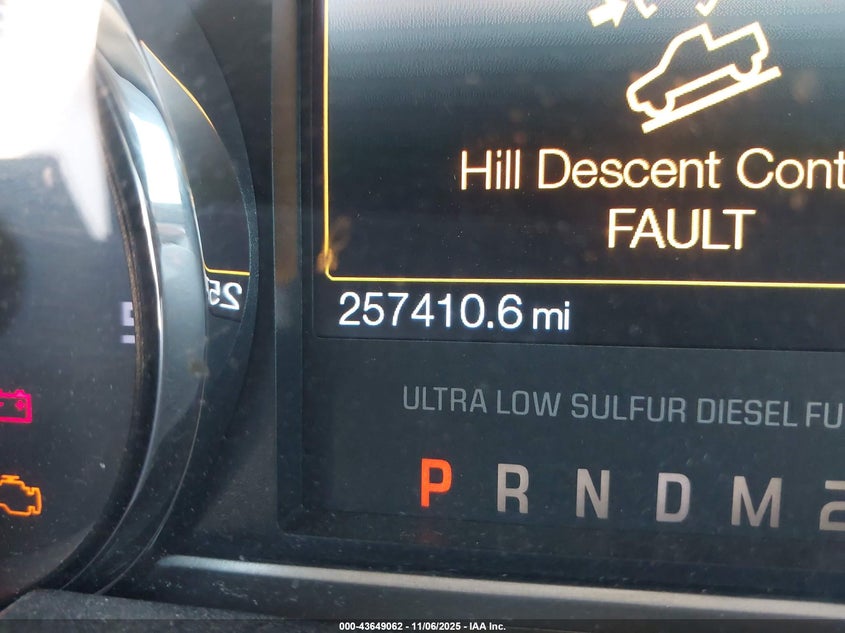 Hill Descent Cont
FAULT
257410.6 mi
ULTRA LOW SULFUR DIESEL FU
P R N D M 2
000-43649062 - 11/06/2025 - IAA Inc.